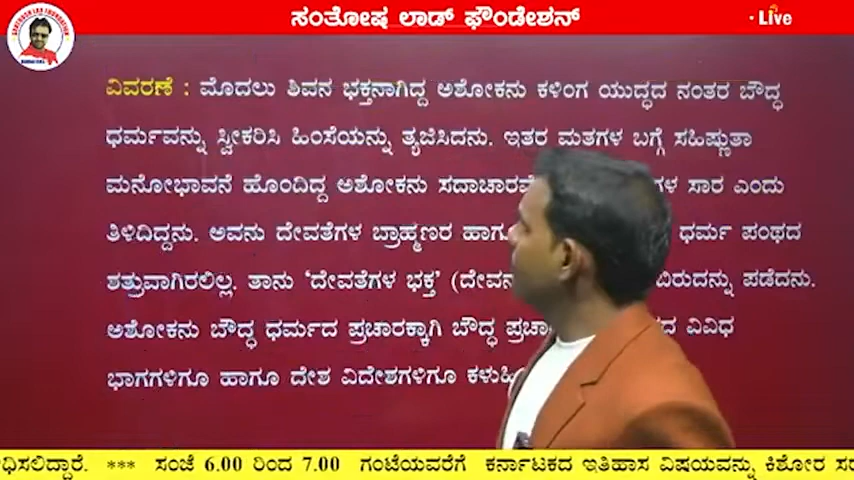 ಸಂತೋಷ ಲಾಡ್ ಫೌಂಡೇಶನ್
Live
ವಿವರಣೆ : ಮೊದಲು ಶಿವನ ಭಕ್ತನಾಗಿದ್ದ ಅಶೋಕನು ಕಳಿಂಗ ಯುದ್ಧದ ನಂತರ ಬೌದ್ಧ
ಧರ್ಮವನ್ನು ಸ್ವೀಕರಿಸಿ ಹಿಂಸೆಯನ್ನು ತ್ಯಜಿಸಿದನು. ಇತರ ಮತಗಳ ಬಗ್ಗೆ ಸಹಿಷ್ಣುತಾ
ಮನೋಭಾವನೆ ಹೊಂದಿದ್ದ ಅಶೋಕನು ಸದಾಚಾರವೆ ಗಳ ಸಾರ ಎಂದು
ತಿಳಿದಿದ್ದನು. ಅವನು ದೇವತೆಗಳ ಬ್ರಾಹ್ಮಣರ ಹಾಗೂ ಧರ್ಮ ಪಂಥದ
ಶತ್ರುವಾಗಿರಲಿಲ್ಲ. ತಾನು ‘ದೇವತೆಗಳ ಭಕ್ತ’ (ದೇವನ ಬಿರುದನ್ನು ಪಡೆದನು.
ಅಶೋಕನು ಬೌದ್ಧ ಧರ್ಮದ ಪ್ರಚಾರಕ್ಕಾಗಿ ಬೌದ್ಧ ಪ್ರಚಾ ದ ವಿವಿಧ
ಭಾಗಗಳಿಗೂ ಹಾಗೂ ದೇಶ ವಿದೇಶಗಳಿಗೂ ಕಳುಹಿ
ಧಿಸಲಿದ್ದಾರೆ. *** ಸಂಜೆ 6.00 ರಿಂದ 7.00 ಗಂಟೆಯವರೆಗೆ ಕರ್ನಾಟಕದ ಇತಿಹಾಸ ವಿಷಯವನ್ನು ಕಿಶೋರ ಸರ